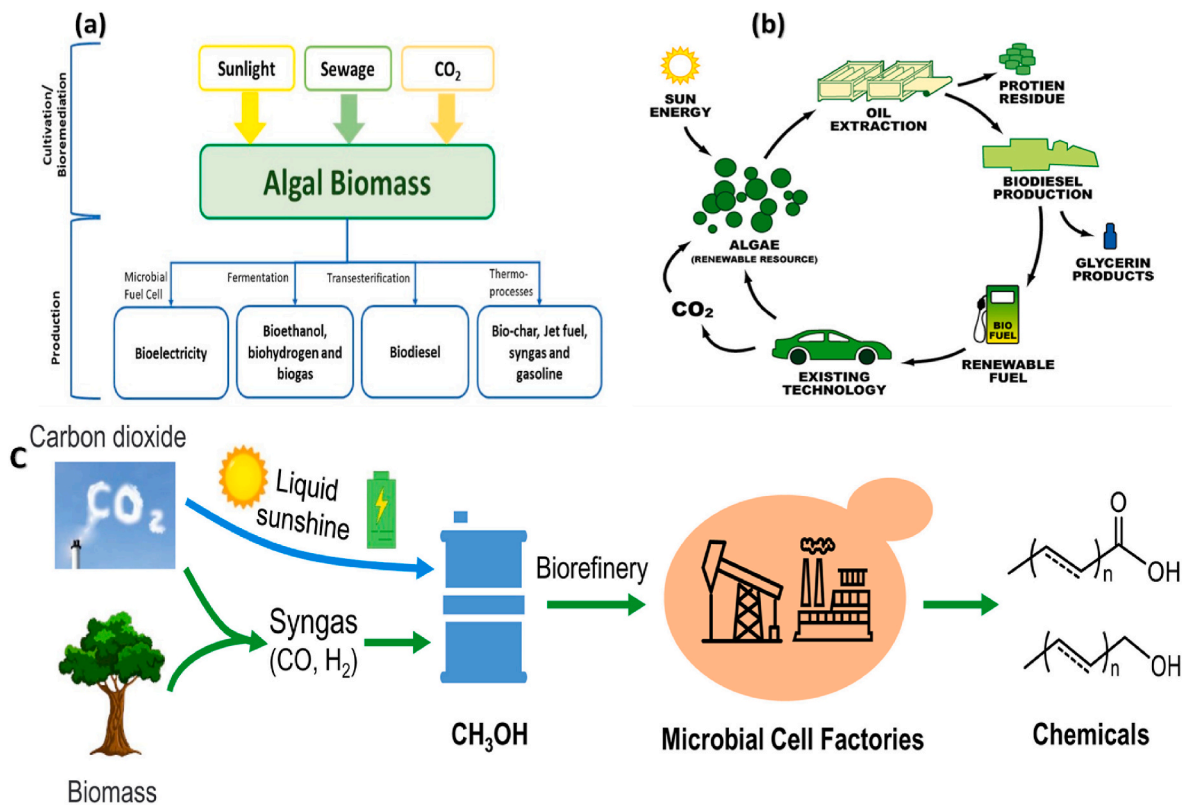 (a)
Cultivation/
Bioremediation
Sunlight
Sewage
CO₂
Algal Biomass
Production
Microbial
Fuel Cell
Fermentation
Transesterification
Thermo-
processes
Bioelectricity
Bioethanol,
biohydrogen and
biogas
Biodiesel
Bio-char, Jet fuel,
syngas and
gasoline
(b)
SUN
ENERGY
OIL
EXTRACTION
PROTIEN
RESIDUE
BIODIESEL
PRODUCTION
GLYCERIN
PRODUCTS
ALGAE
(RENEWABLE RESOURCE)
CO₂
BIO
FUEL
RENEWABLE
FUEL
EXISTING
TECHNOLOGY
C
Carbon dioxide
CO₂
Liquid
sunshine
Biorefinery
Syngas
(CO, H₂)
CH₃OH
Biomass
Microbial Cell Factories
O
OH
n
OH
n
Chemicals